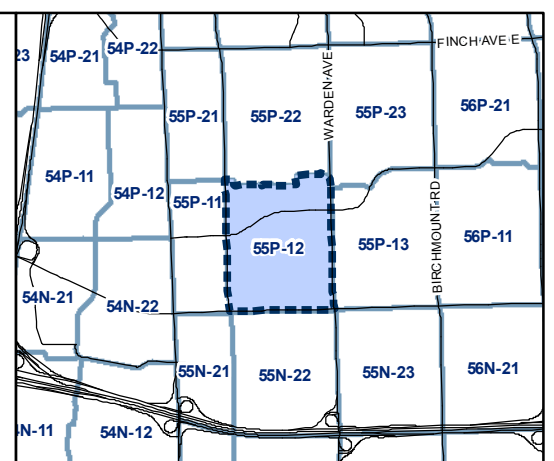 FINCH AVE E
54P-22
23
54P-21
WARDEN AVE
56P-21
55P-21
55P-22
55P-23
54P-11
54P-12
55P-11
BIRCHMOUNT RD
56P-11
55P-12
55P-13
54N-21
54N-22
56N-21
55N-21
55N-22
55N-23
N-11
54N-12